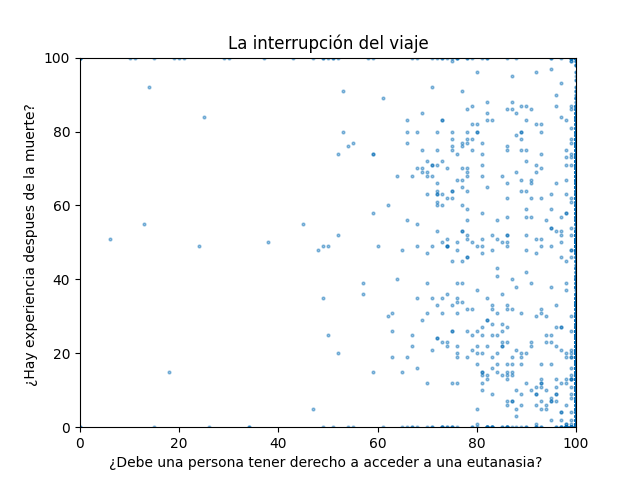 La interrupción del viaje
100
80
60
40
20
0
¿Hay experiencia despues de la muerte?
0 20 40 60 80 100
¿Debe una persona tener derecho a acceder a una eutanasia?